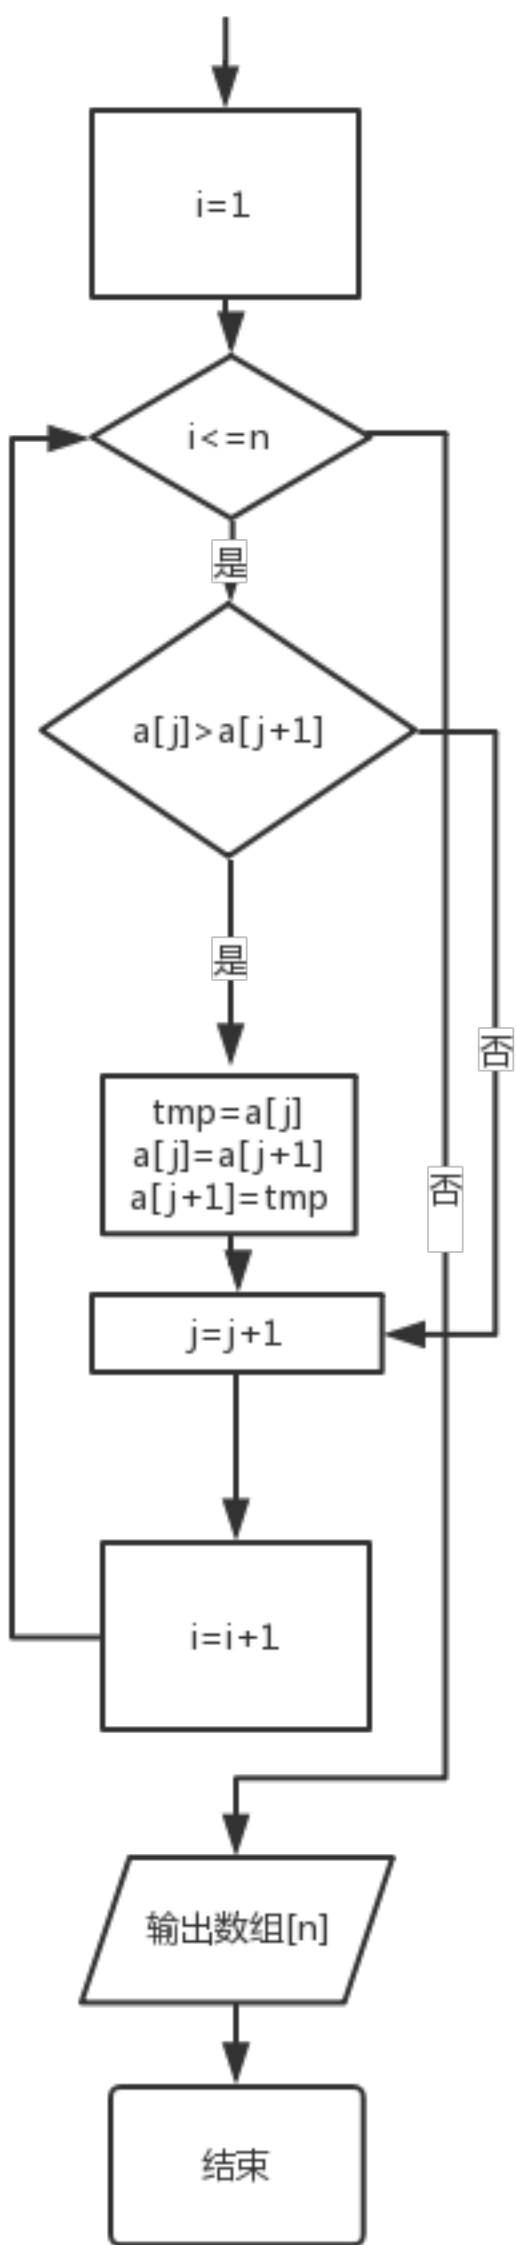 i=1
i<=n
是
a[j]>a[j+1]
是
否
tmp=a[j]
a[j]=a[j+1]
a[j+1]=tmp
否
j=j+1
i=i+1
输出数组[n]
结束